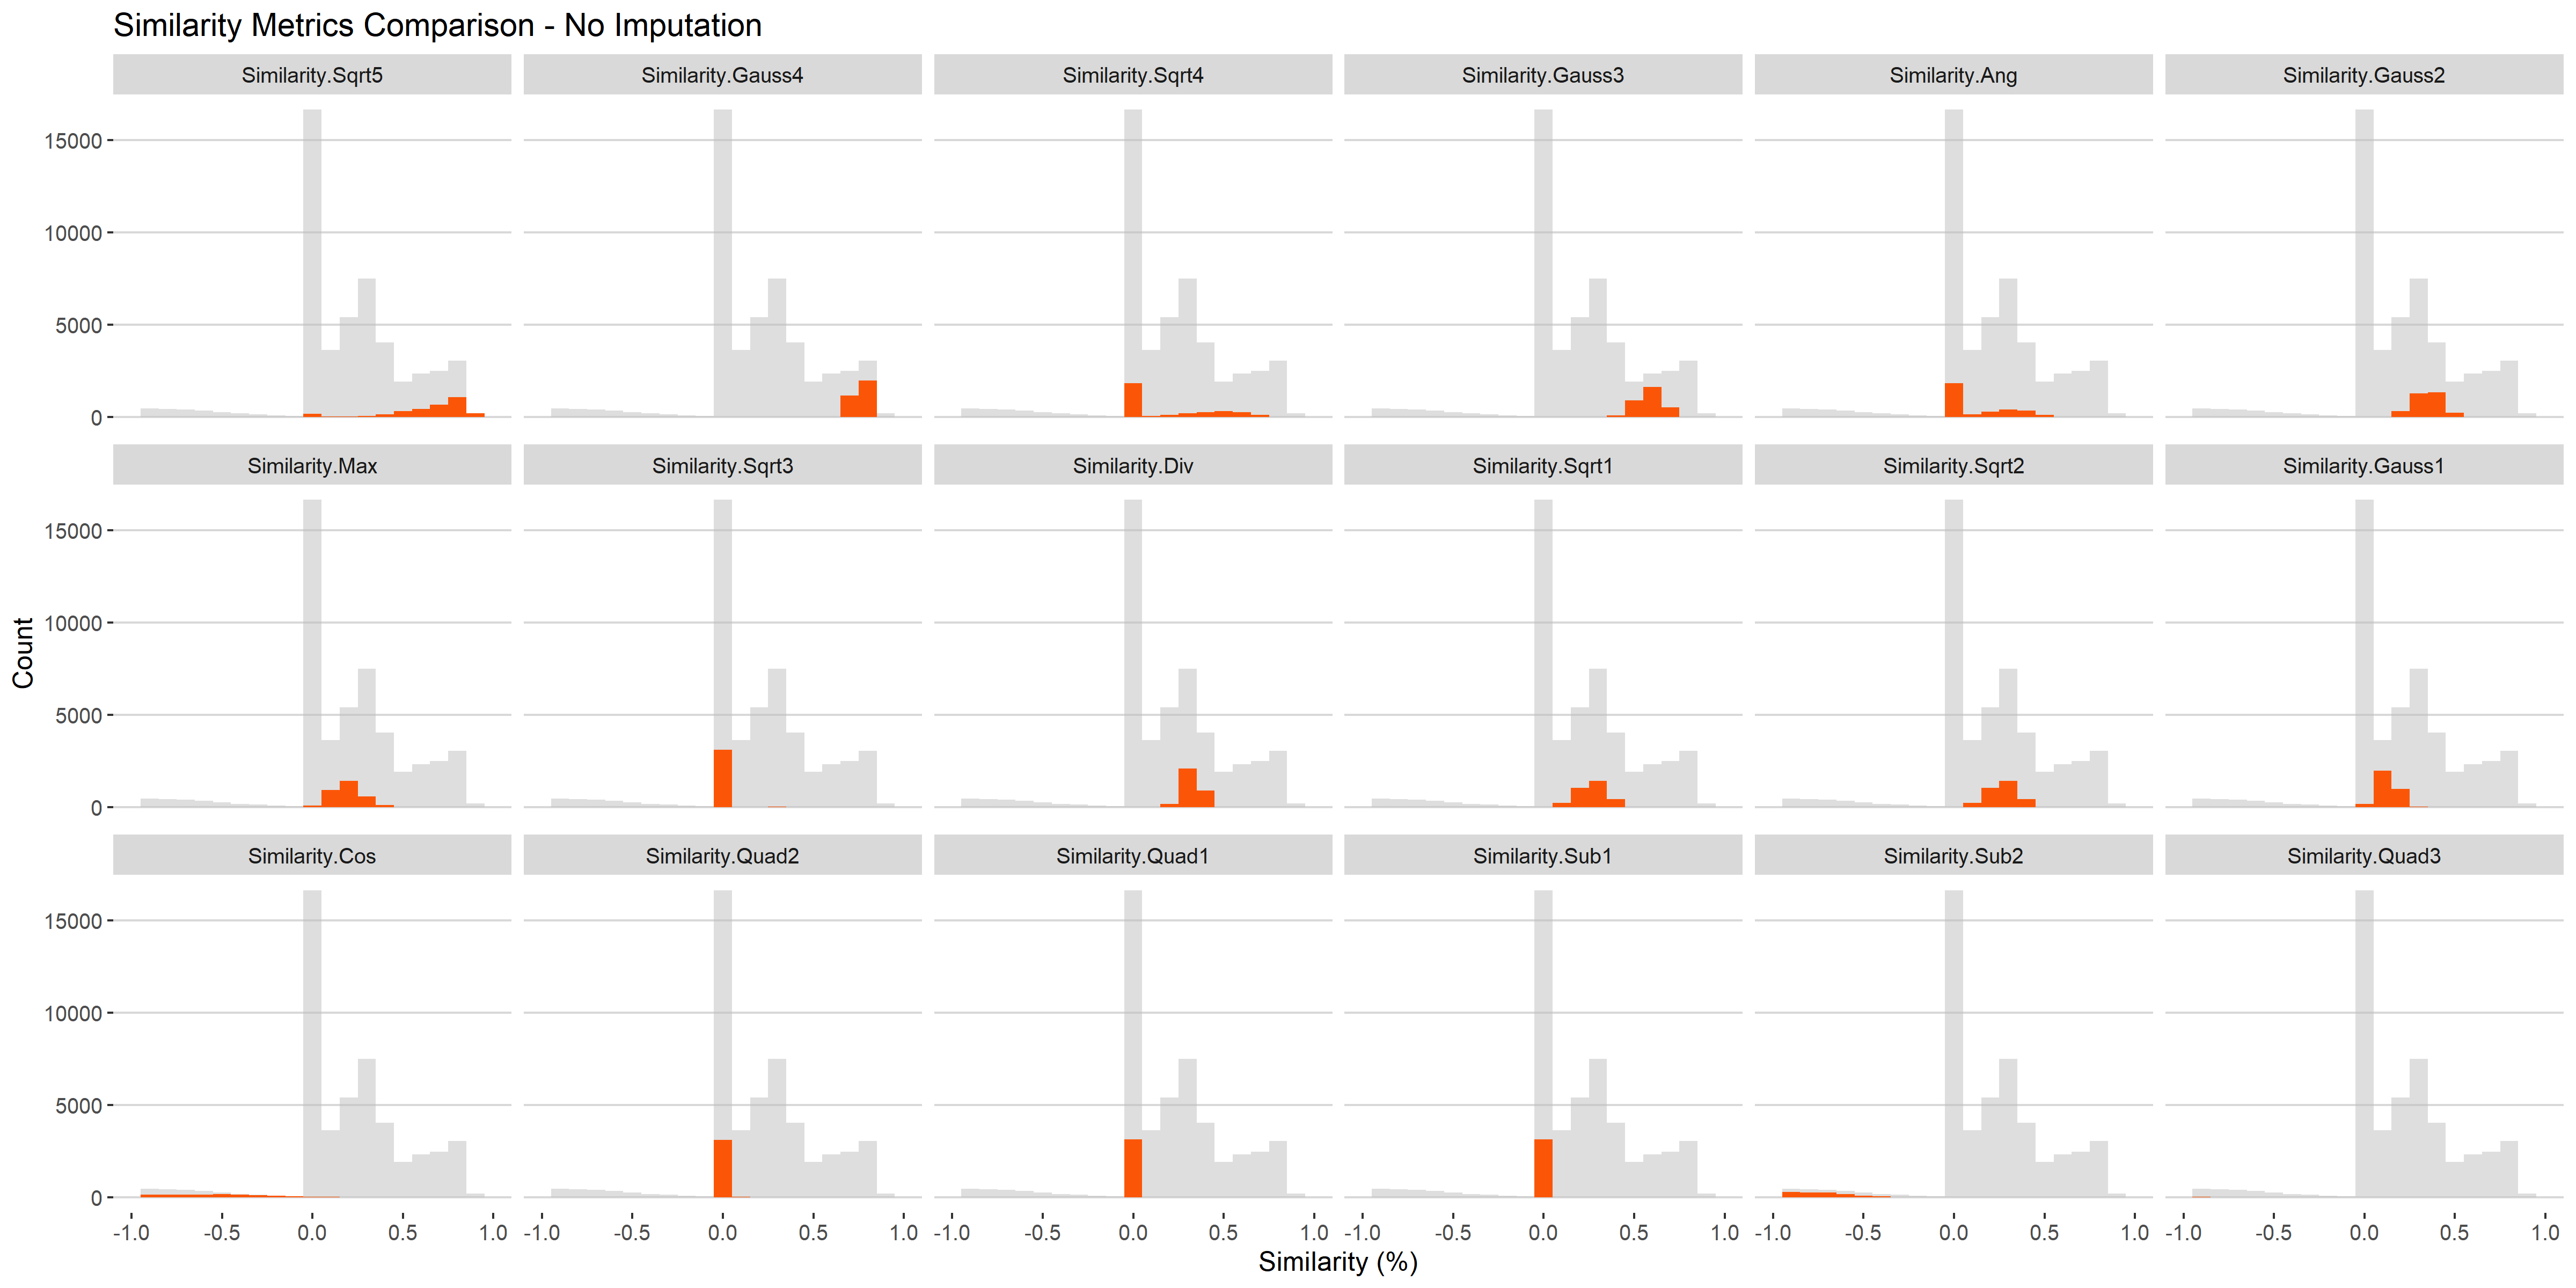 Similarity Metrics Comparison - No Imputation
Similarity.Sqrt5 Similarity.Gauss4 Similarity.Sqrt4 Similarity.Gauss3 Similarity.Ang Similarity.Gauss2
15000
10000
5000
0
Similarity.Max Similarity.Sqrt3 Similarity.Div Similarity.Sqrt1 Similarity.Sqrt2 Similarity.Gauss1
15000
10000
5000
0
Count
Similarity.Cos Similarity.Quad2 Similarity.Quad1 Similarity.Sub1 Similarity.Sub2 Similarity.Quad3
15000
10000
5000
0
-1.0 -0.5 0.0 0.5 1.0 -1.0 -0.5 0.0 0.5 1.0 -1.0 -0.5 0.0 0.5 1.0 -1.0 -0.5 0.0 0.5 1.0 -1.0 -0.5 0.0 0.5 1.0 -1.0 -0.5 0.0 0.5 1.0
Similarity (%)